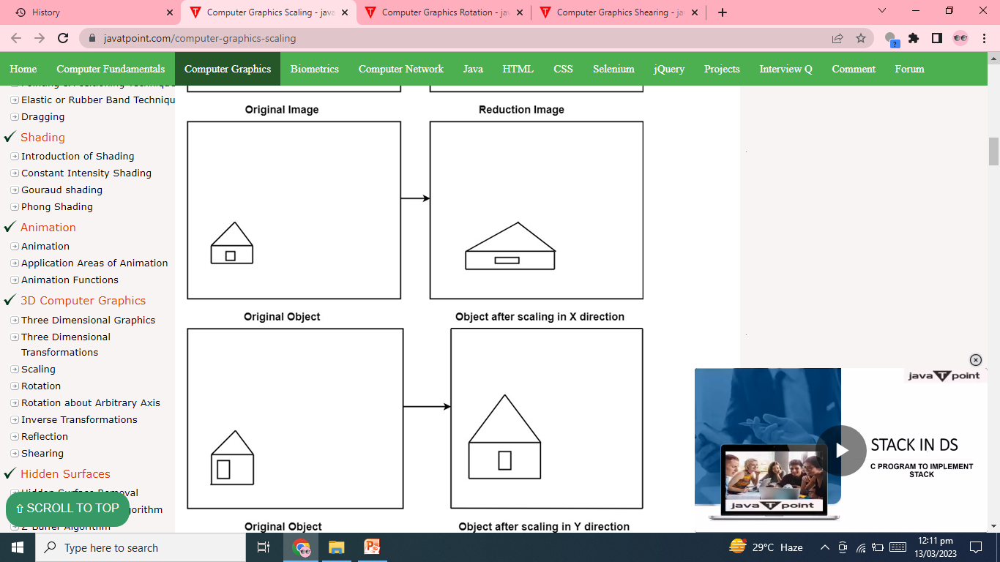 History
Computer Graphics Scaling - java
Computer Graphics Rotation - jav
Computer Graphics Shearing - ja
javatpoint.com/computer-graphics-scaling
Home Computer Fundamentals Computer Graphics Biometrics Computer Network Java HTML CSS Selenium jQuery Projects Interview Q Comment Forum
Elastic or Rubber Band Techniqu
Dragging
Shading
Introduction of Shading
Constant Intensity Shading
Gouraud shading
Phong Shading
Animation
Animation
Application Areas of Animation
Animation Functions
3D Computer Graphics
Three Dimensional Graphics
Three Dimensional
Transformations
Scaling
Rotation
Rotation about Arbitrary Axis
Inverse Transformations
Reflection
Shearing
Hidden Surfaces
Hidden Surface Removal
gorithm
Z Buffer Algorithm
⇧ SCROLL TO TOP
Original Image
Reduction Image
Original Object
Object after scaling in X direction
Original Object
Object after scaling in Y direction
java T point
STACK IN DS
C PROGRAM TO IMPLEMENT
STACK
java T point
Type here to search
29°C Haze
12:11 pm
13/03/2023